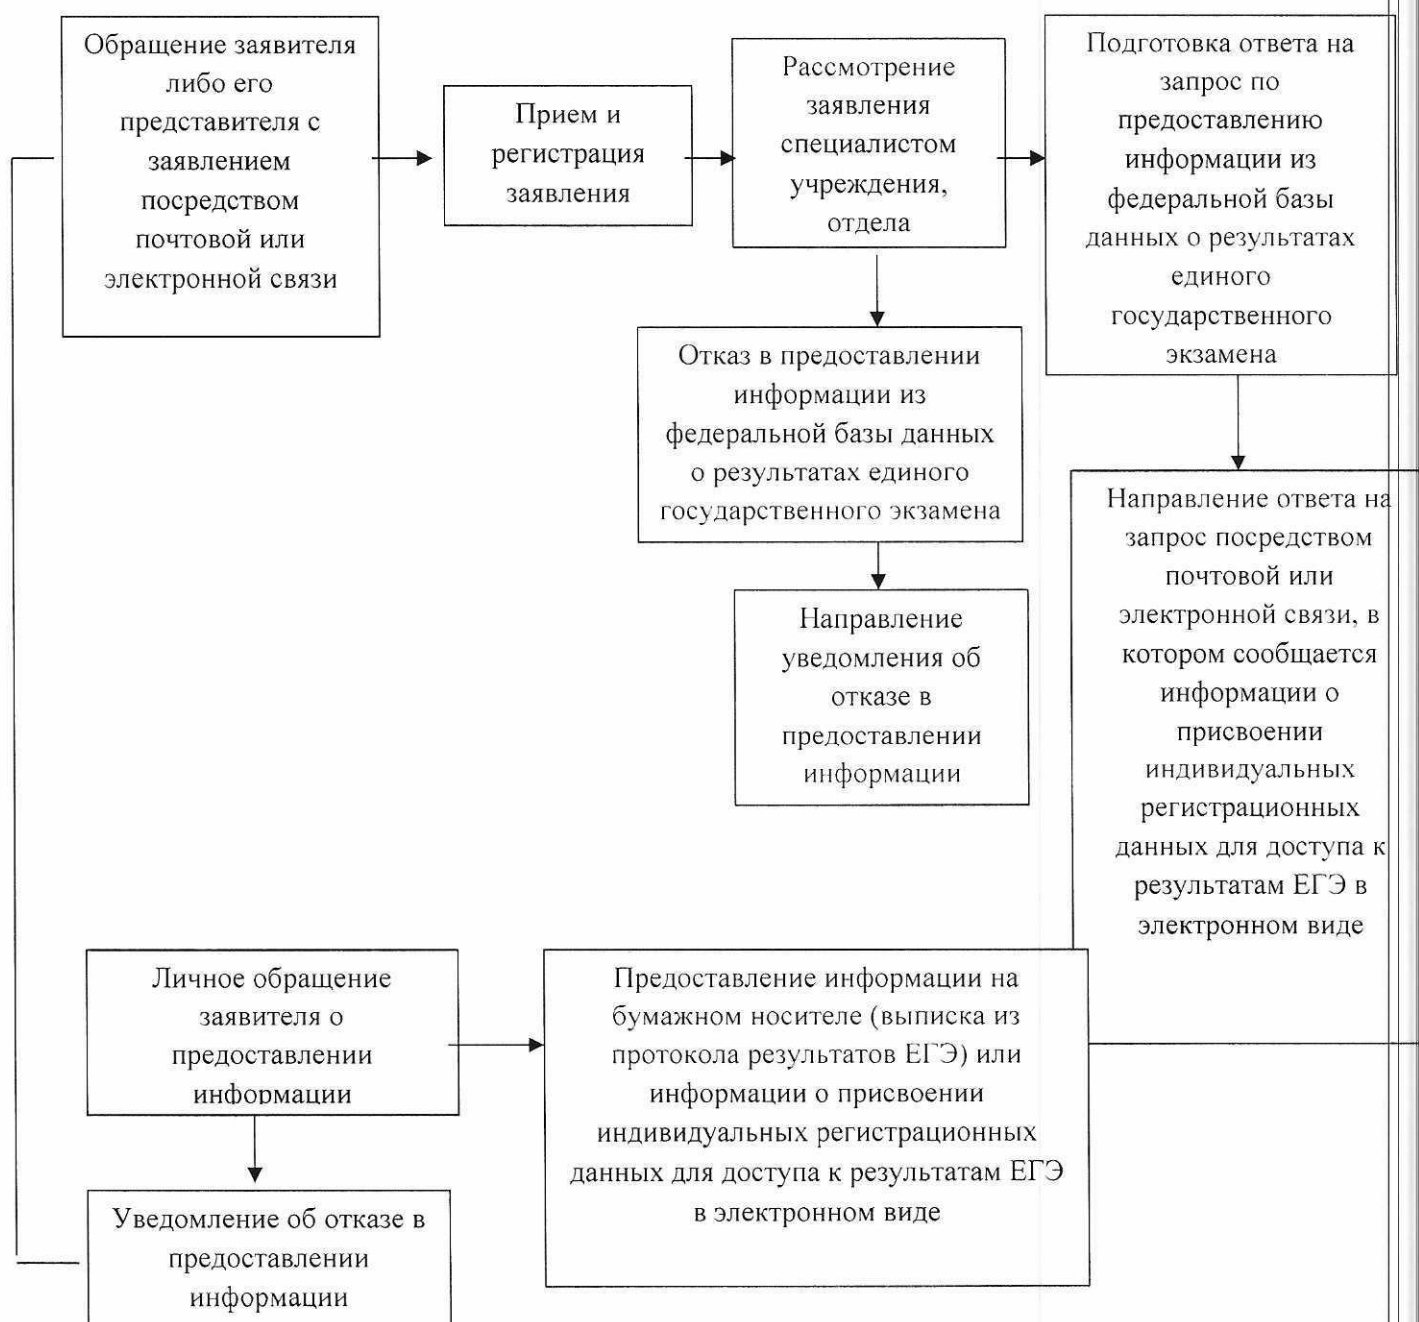 Обращение заявителя
либо его
представителя с
заявлением
посредством
почтовой или
электронной связи
Прием и
регистрация
заявления
Рассмотрение
заявления
специалистом
учреждения,
отдела
Подготовка ответа на
запрос по
предоставлению
информации из
федеральной базы
данных о результатах
единого
государственного
экзамена
Отказ в предоставлении
информации из
федеральной базы данных
о результатах единого
государственного экзамена
Направление
уведомления об
отказе в
предоставлении
информации
Направление ответа на
запрос посредством
почтовой или
электронной связи, в
котором сообщается
информации о
присвоении
индивидуальных
регистрационных
данных для доступа к
результатам ЕГЭ в
электронном виде
Личное обращение
заявителя о
предоставлении
информации
Предоставление информации на
бумажном носителе (выписка из
протокола результатов ЕГЭ) или
информации о присвоении
индивидуальных регистрационных
данных для доступа к результатам ЕГЭ
в электронном виде
Уведомление об отказе в
предоставлении
информации